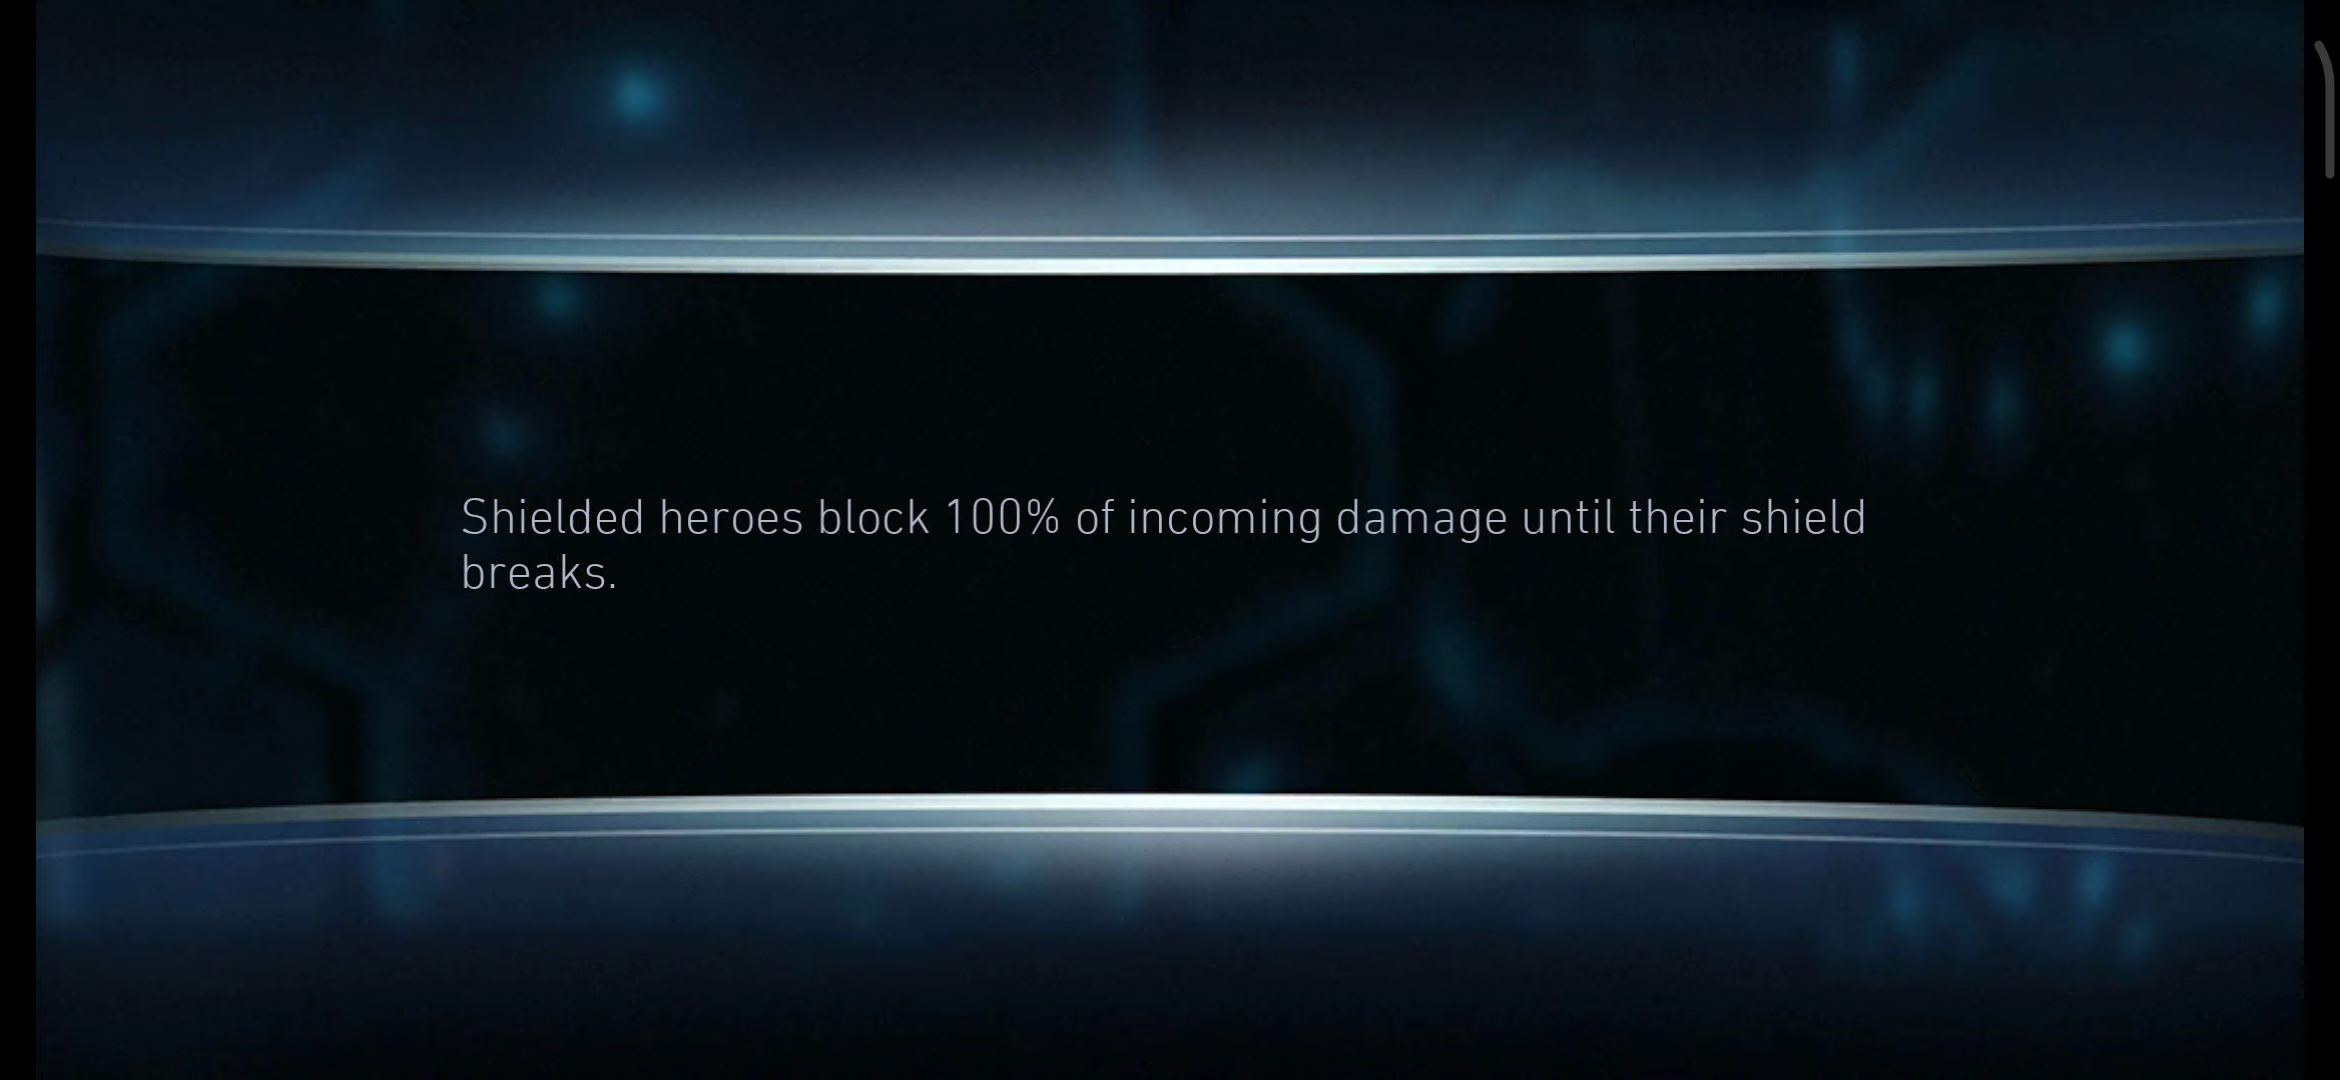 Shielded heroes block 100% of incoming damage until their shield
breaks.